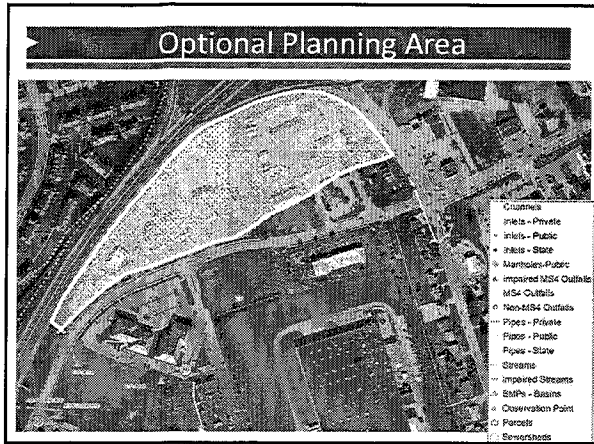 Optional Planning Area
Channels
Inlets - Private
Inlets - Public
Inlets - State
Manholes-Public
Impaired MS4 Outfalls
MS4 Outfalls
Non-MS4 Outfalls
Pipes - Private
Pipes - Public
Pipes - State
Streams
Impaired Streams
BMPs - Basins
Observation Point
Parcels
Sewersheds